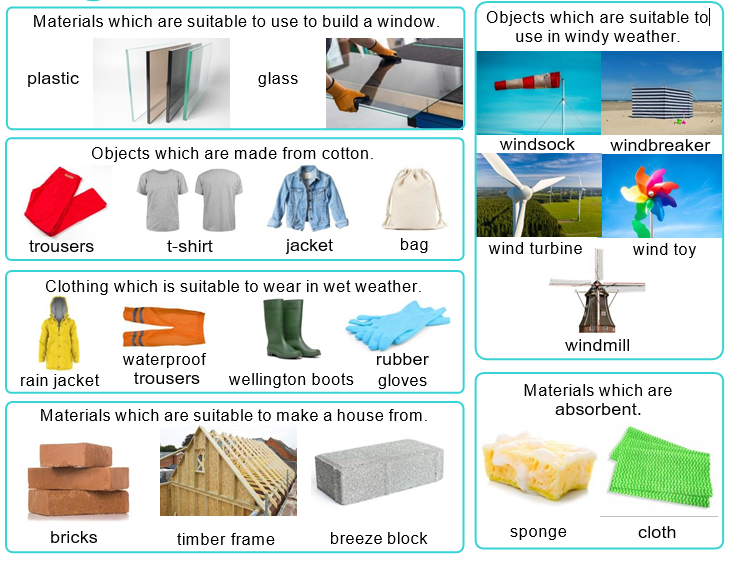 Materials which are suitable to use to build a window.
plastic
glass
Objects which are made from cotton.
trousers
t-shirt
jacket
bag
Clothing which is suitable to wear in wet weather.
rain jacket
waterproof
trousers
wellington boots
rubber
gloves
Materials which are suitable to make a house from.
bricks
timber frame
breeze block
Objects which are suitable to
use in windy weather.
windsock
windbreaker
wind turbine
wind toy
windmill
Materials which are
absorbent.
sponge
cloth